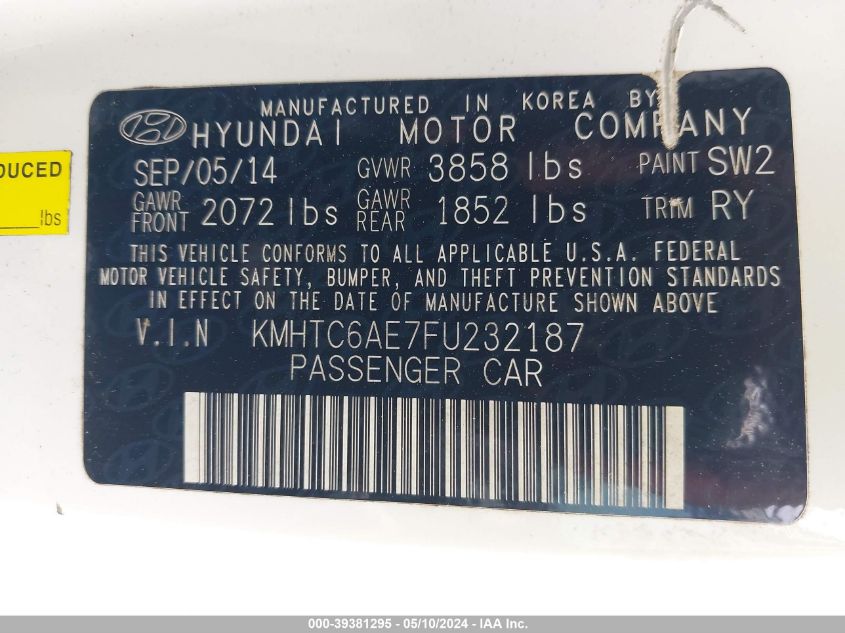 MANUFACTURED IN KOREA BY
HYUNDAI MOTOR COMPANY
SEP/05/14 GVWR 3858 lbs PAINT SW2
GAWR FRONT 2072 lbs GAWR REAR 1852 lbs TRIM RY
THIS VEHICLE CONFORMS TO ALL APPLICABLE U.S.A. FEDERAL
MOTOR VEHICLE SAFETY, BUMPER, AND THEFT PREVENTION STANDARDS
IN EFFECT ON THE DATE OF MANUFACTURE SHOWN ABOVE
V.I.N KMHTC6AE7FU232187
PASSENGER CAR
DUCED
lbs
000-39381295 - 05/10/2024 - IAA Inc.